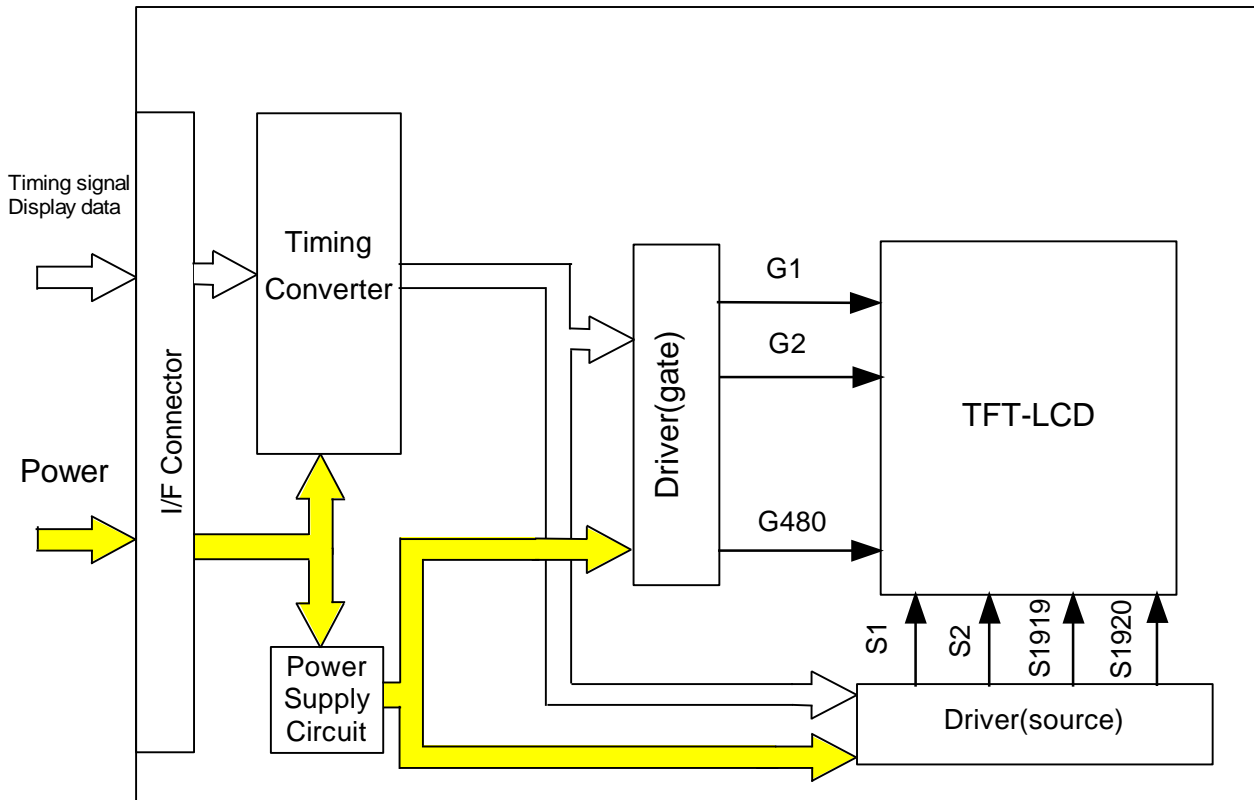 Timing signal
Display data
Power
I/F Connector
Timing
Converter
Power
Supply
Circuit
Driver(gate)
G1
G2
G480
TFT-LCD
S1
S2
S1919
S1920
Driver(source)